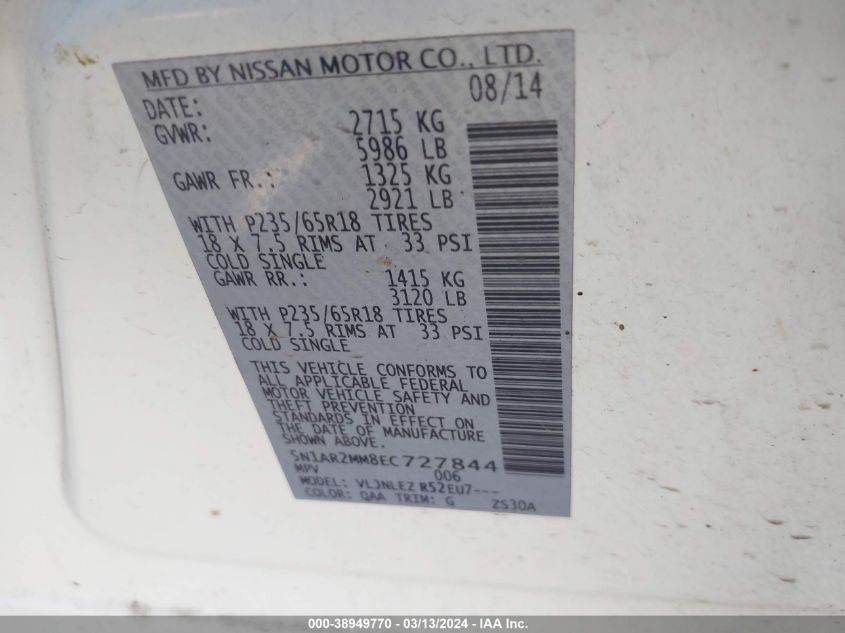 MFD BY NISSAN MOTOR CO., LTD.
DATE: 08/14
GVWR: 2715 KG
5986 LB
GAWR FR.: 1325 KG
2921 LB
WITH P235/65R18 TIRES
18 X 7.5 RIMS AT 33 PSI
COLD SINGLE
GAWR RR.: 1415 KG
3120 LB
WITH P235/65R18 TIRES
18 X 7.5 RIMS AT 33 PSI
COLD SINGLE
THIS VEHICLE CONFORMS TO
ALL APPLICABLE FEDERAL
MOTOR VEHICLE SAFETY AND
THEFT PREVENTION
STANDARDS IN EFFECT ON
THE DATE OF MANUFACTURE
SHOWN ABOVE.
5N1AR2MM8EC727844
MPV 006
MODEL: VLJNLEZ R52EU7---
COLOR: QAA TRIM: G ZS30A
000-38949770 - 03/13/2024 - IAA Inc.